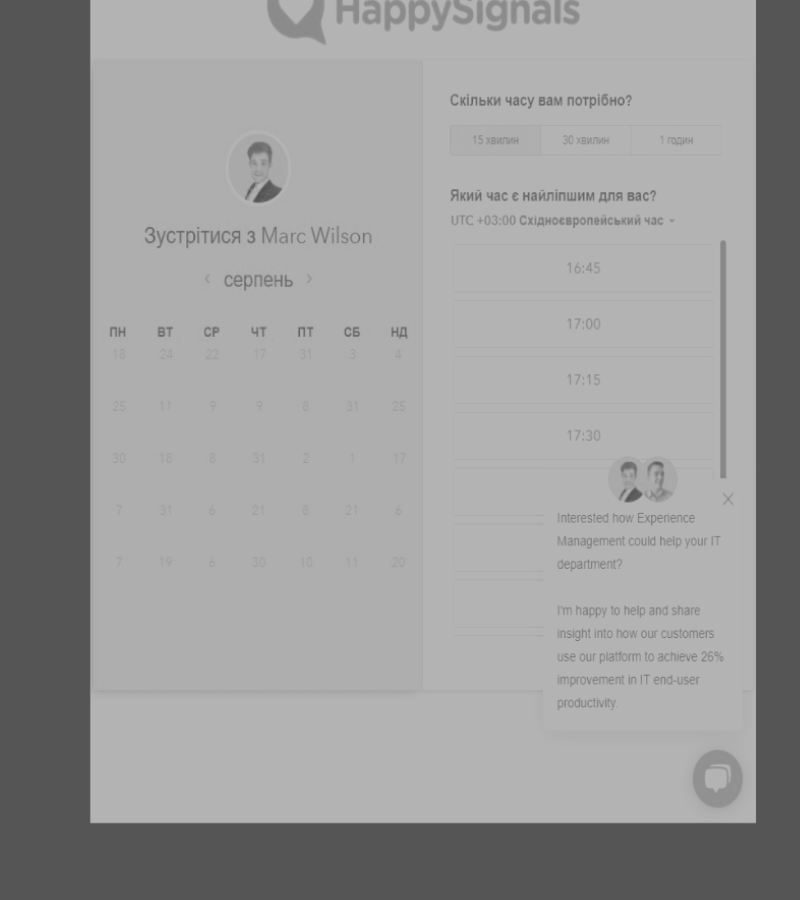 HappySignals
Зустрітися з Marc Wilson
серпень
ПН ВТ СР ЧТ ПТ СБ НД
18 24 22 17 31 3 4
25 11 9 9 8 31 25
30 18 8 31 2 1 17
7 31 6 21 8 21 6
7 19 6 30 10 11 20
Скільки часу вам потрібно?
15 хвилин 30 хвилин 1 годин
Який час є найліпшим для вас?
UTC +03:00 Східноєвропейський час
16:45
17:00
17:15
17:30
Interested how Experience
Management could help your IT
department?
I'm happy to help and share
insight into how our customers
use our platform to achieve 26%
improvement in IT end-user
productivity.